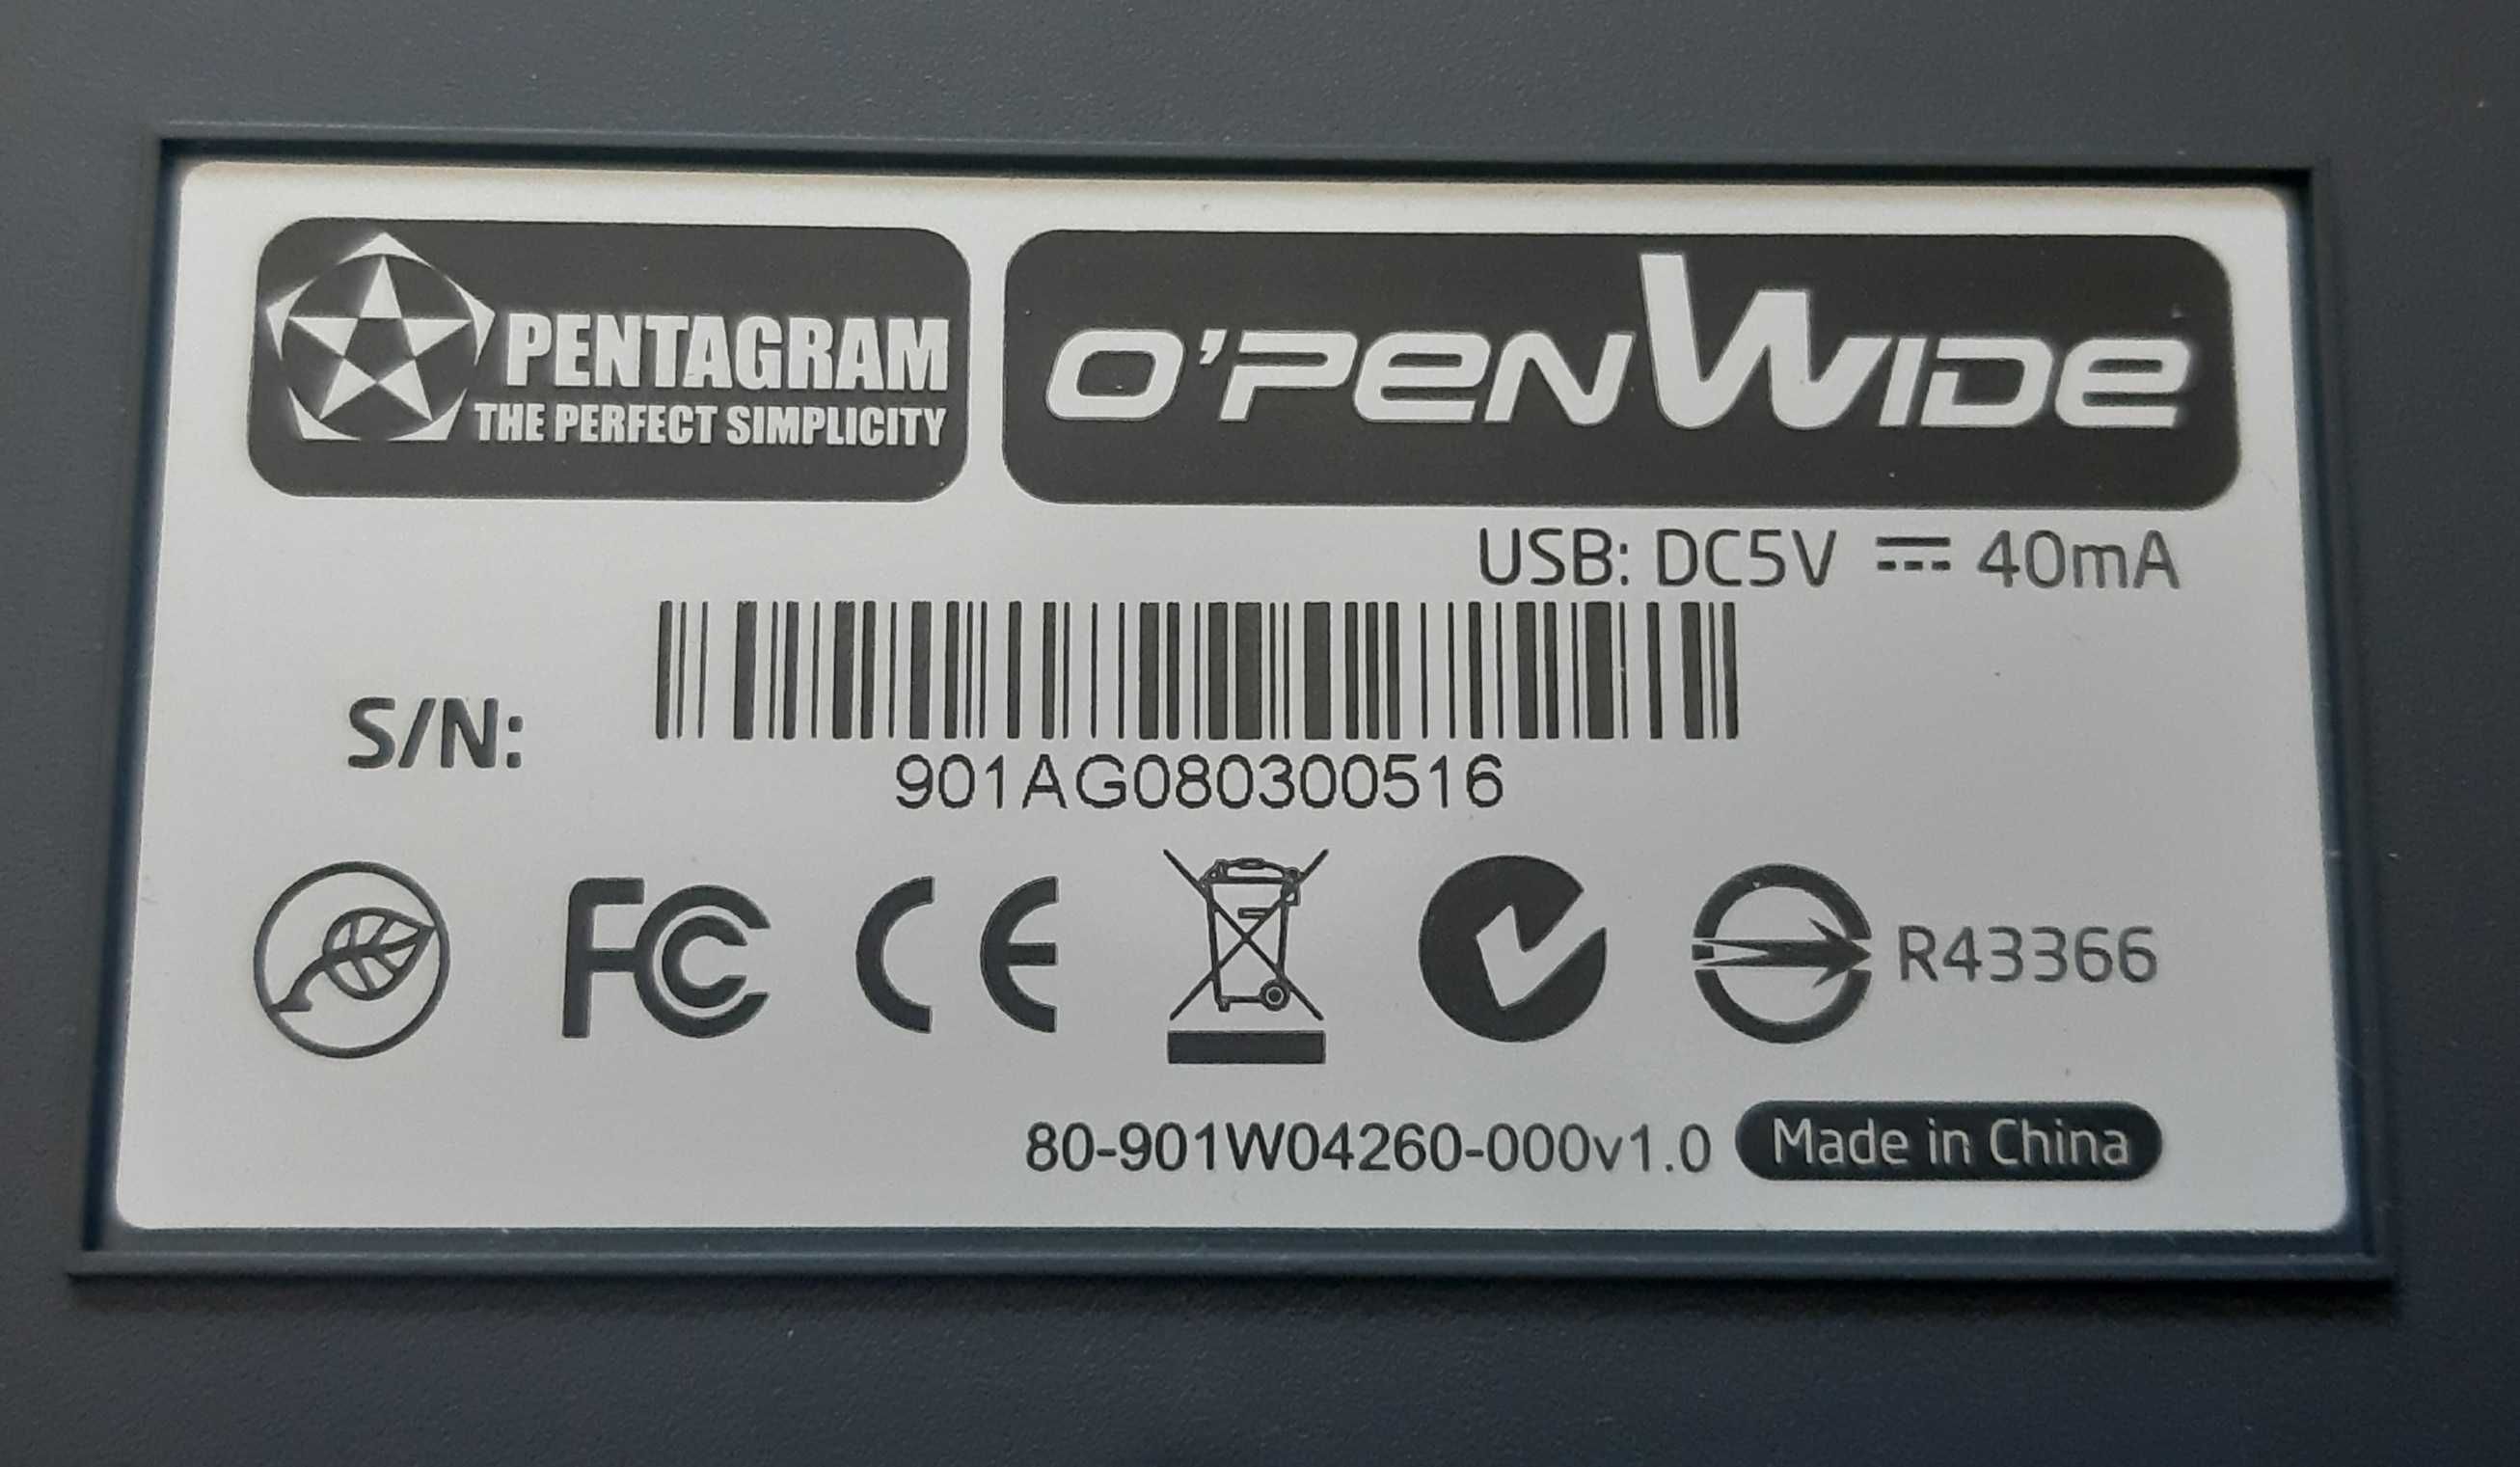 PENTAGRAM
THE PERFECT SIMPLICITY
O'PENWIDE
USB: DC5V ⎓ 40mA
S/N:
901AG080300516
FC CE R43366
80-901W04260-000v1.0 Made in China